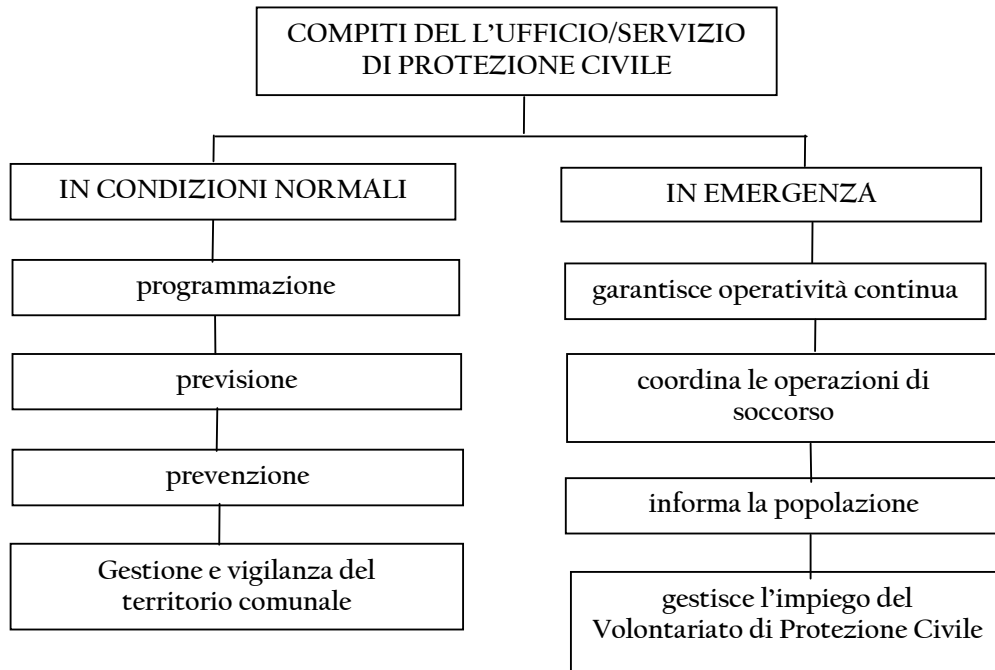 COMPITI DEL L'UFFICIO/SERVIZIO
DI PROTEZIONE CIVILE
IN CONDIZIONI NORMALI
programmazione
previsione
prevenzione
Gestione e vigilanza del
territorio comunale
IN EMERGENZA
garantisce operatività continua
coordina le operazioni di
soccorso
informa la popolazione
gestisce l'impiego del
Volontariato di Protezione Civile